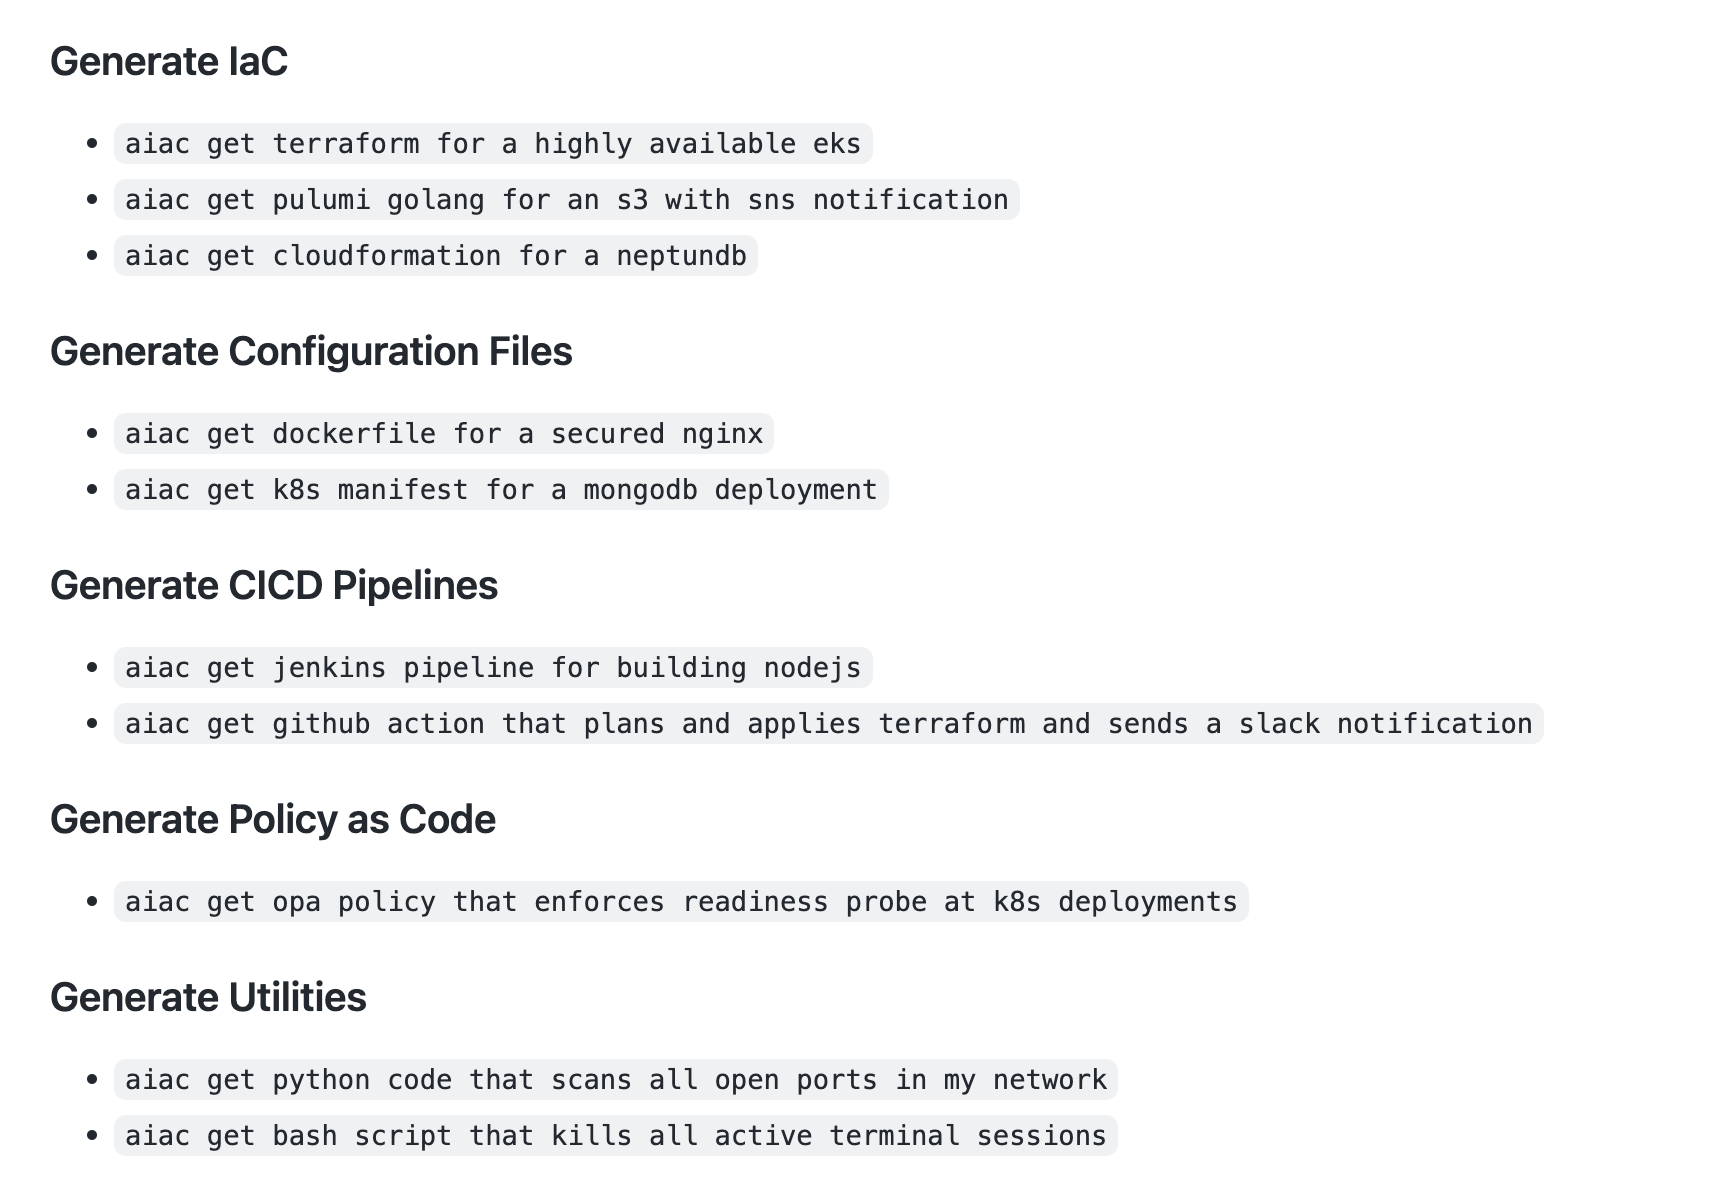 Generate IaC
aiac get terraform for a highly available eks
aiac get pulumi golang for an s3 with sns notification
aiac get cloudformation for a neptundb
Generate Configuration Files
aiac get dockerfile for a secured nginx
aiac get k8s manifest for a mongodb deployment
Generate CICD Pipelines
aiac get jenkins pipeline for building nodejs
aiac get github action that plans and applies terraform and sends a slack notification
Generate Policy as Code
aiac get opa policy that enforces readiness probe at k8s deployments
Generate Utilities
aiac get python code that scans all open ports in my network
aiac get bash script that kills all active terminal sessions